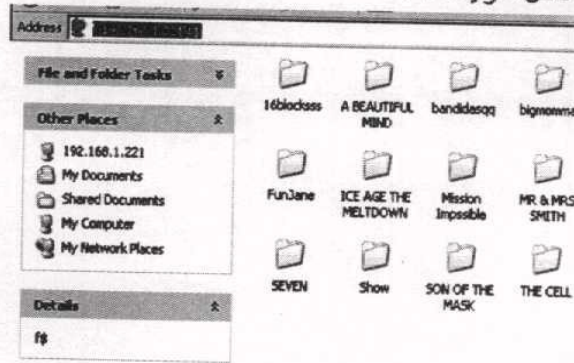 Address
File and Folder Tasks
Other Places
192.168.1.221
My Documents
Shared Documents
My Computer
My Network Places
Details
f$
16blocksss
A BEAUTIFUL
MIND
bandidasqq
bigmomma
FunJane
ICE AGE THE
MELTDOWN
Mission
Impssible
MR & MRS
SMITH
SEVEN
Show
SON OF THE
MASK
THE CELL